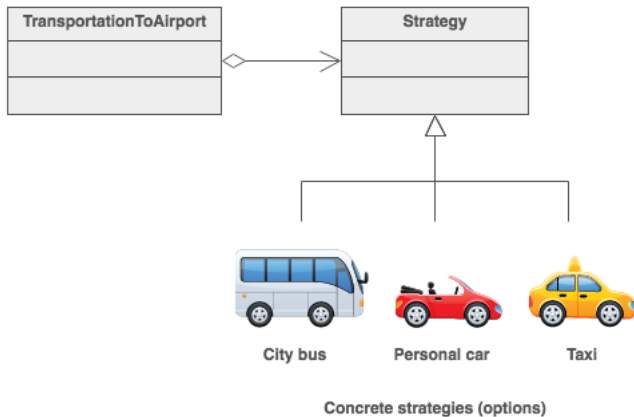 TransportationToAirport
Strategy
City bus
Personal car
Taxi
Concrete strategies (options)